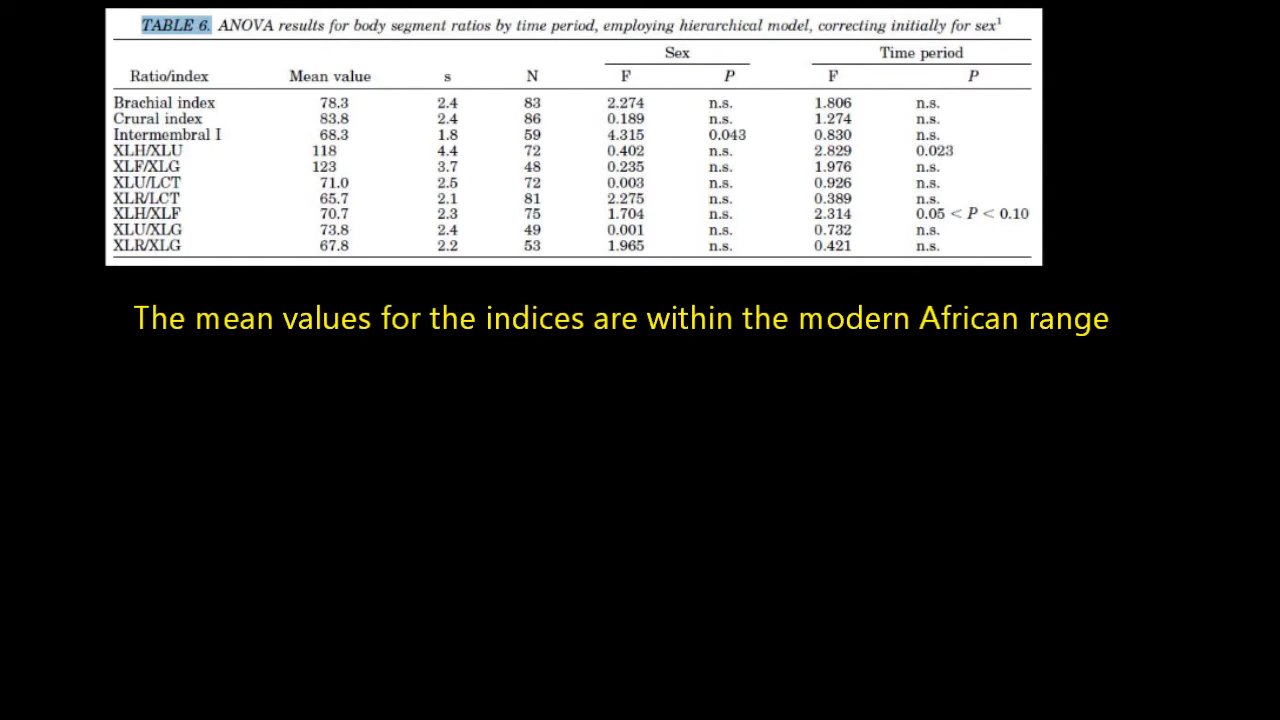 TABLE 6. ANOVA results for body segment ratios by time period, employing hierarchical model, correcting initially for sex¹
Sex Time period
Ratio/index Mean value s N F P F P
Brachial index 78.3 2.4 83 2.274 n.s. 1.806 n.s.
Crural index 83.8 2.4 86 0.189 n.s. 1.274 n.s.
Intermembral I 68.3 1.8 59 4.315 0.043 0.830 n.s.
XLH/XLU 118 4.4 72 0.402 n.s. 2.829 0.023
XLF/XLG 123 3.7 48 0.235 n.s. 1.976 n.s.
XLU/LCT 71.0 2.5 72 0.003 n.s. 0.926 n.s.
XLR/LCT 65.7 2.1 81 2.275 n.s. 0.389 n.s.
XLH/XLF 70.7 2.3 75 1.704 n.s. 2.314 0.05 < P < 0.10
XLU/XLG 73.8 2.4 49 0.001 n.s. 0.732 n.s.
XLR/XLG 67.8 2.2 53 1.965 n.s. 0.421 n.s.
The mean values for the indices are within the modern African range